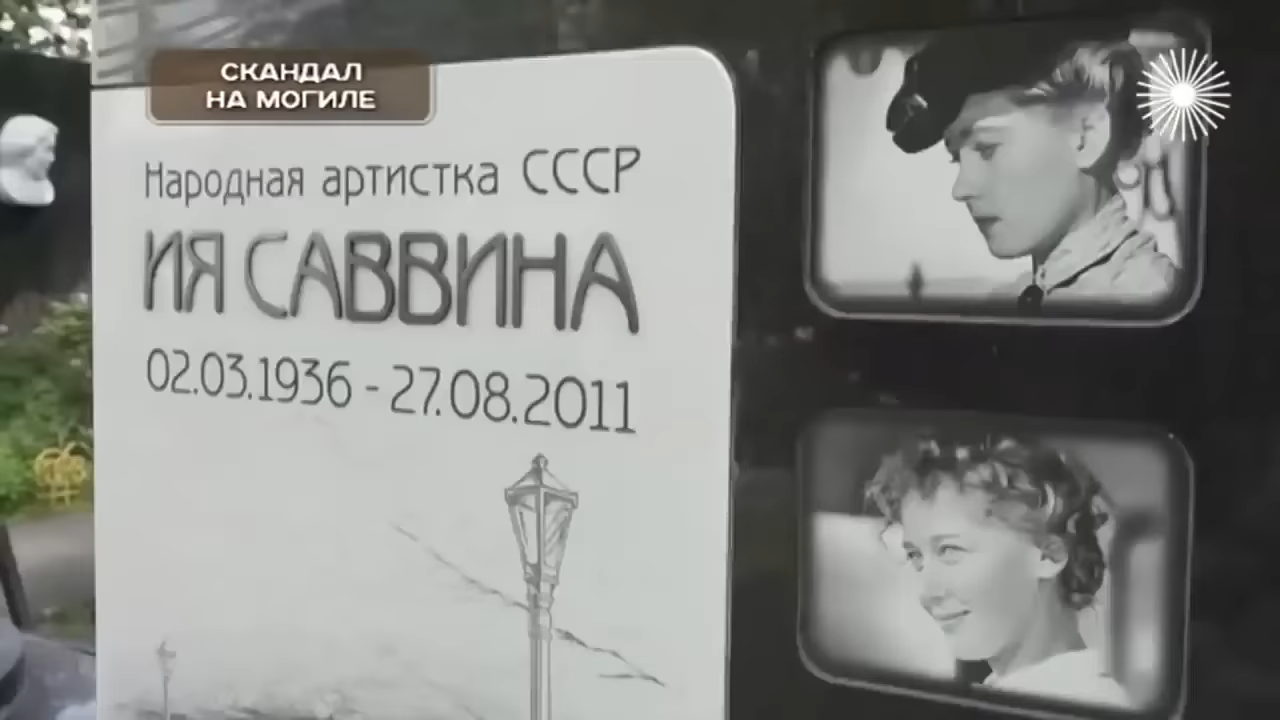 СКАНДАЛ
НА МОГИЛЕ
Народная артистка СССР
ИЯ САВВИНА
02.03.1936 - 27.08.2011